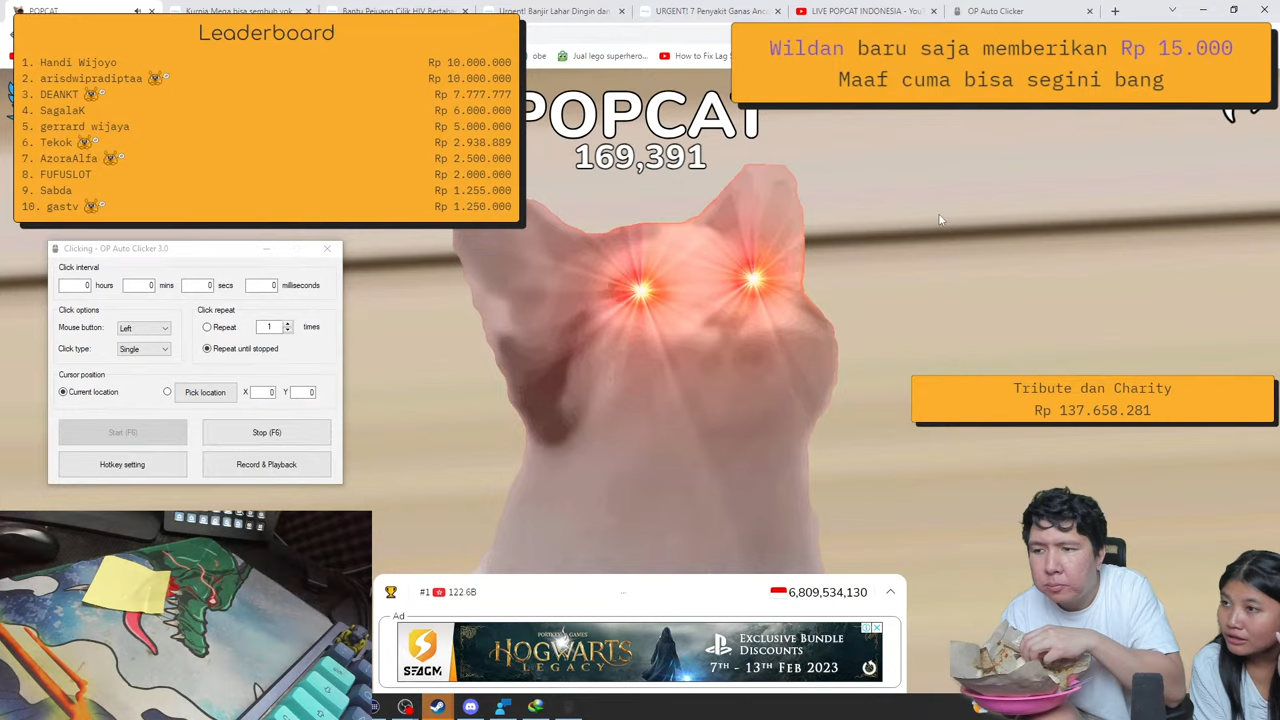 POPCAT
Kurnia Mega bisa sembuh yok
Bantu Pejuang Cilik HIV Bertah
Urgent! Banjir Lahar Dingin dan
URGENT! 7 Penyakit Ganas Anc
LIVE POPCAT INDONESIA - You
OP Auto Clicker
obe
Jual lego superhero...
How to Fix Lag
Leaderboard
1. Handi Wijoyo Rp 10.000.000
2. arisdwipradiptaa Rp 10.000.000
3. DEANKT Rp 7.777.777
4. SagalaK Rp 6.000.000
5. gerrard wijaya Rp 5.000.000
6. Tekok Rp 2.938.889
7. AzoraAlfa Rp 2.500.000
8. FUFUSLOT Rp 2.000.000
9. Sabda Rp 1.255.000
10. gastv Rp 1.250.000
Wildan baru saja memberikan Rp 15.000
Maaf cuma bisa segini bang
POPCAT
169,391
Clicking - OP Auto Clicker 3.0
Click interval
0 hours 0 mins 0 secs 0 milliseconds
Click options
Mouse button: Left
Click type: Single
Click repeat
Repeat 1 times
Repeat until stopped
Cursor position
Current location Pick location X 0 Y 0
Start (F6) Stop (F6)
Hotkey setting Record & Playback
Tribute dan Charity
Rp 137.658.281
#1 122.6B ... 6,809,534,130
Ad
SEAGM
PORTKEY GAMES
HOGWARTS
LEGACY
EXCLUSIVE BUNDLE
DISCOUNTS
7TH - 13TH FEB 2023